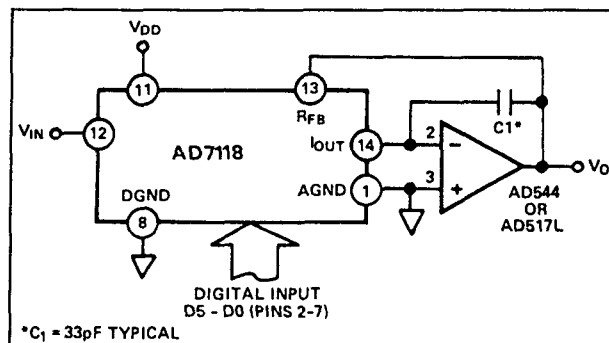 VDD
11
13
RFB
C1*
VIN
12
AD7118
IOUT
14
2
−
AGND
1
3
+
VO
DGND
8
AD544
OR
AD517L
DIGITAL INPUT
D5 - D0 (PINS 2-7)
*C1 = 33pF TYPICAL